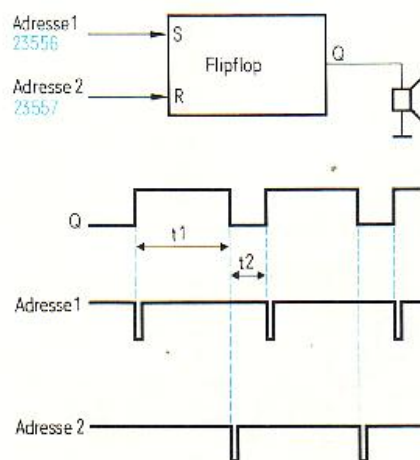 Adresse 1
23556
S
Flipflop
Q
Adresse 2
23557
R
Q
t1
t2
Adresse 1
Adresse 2